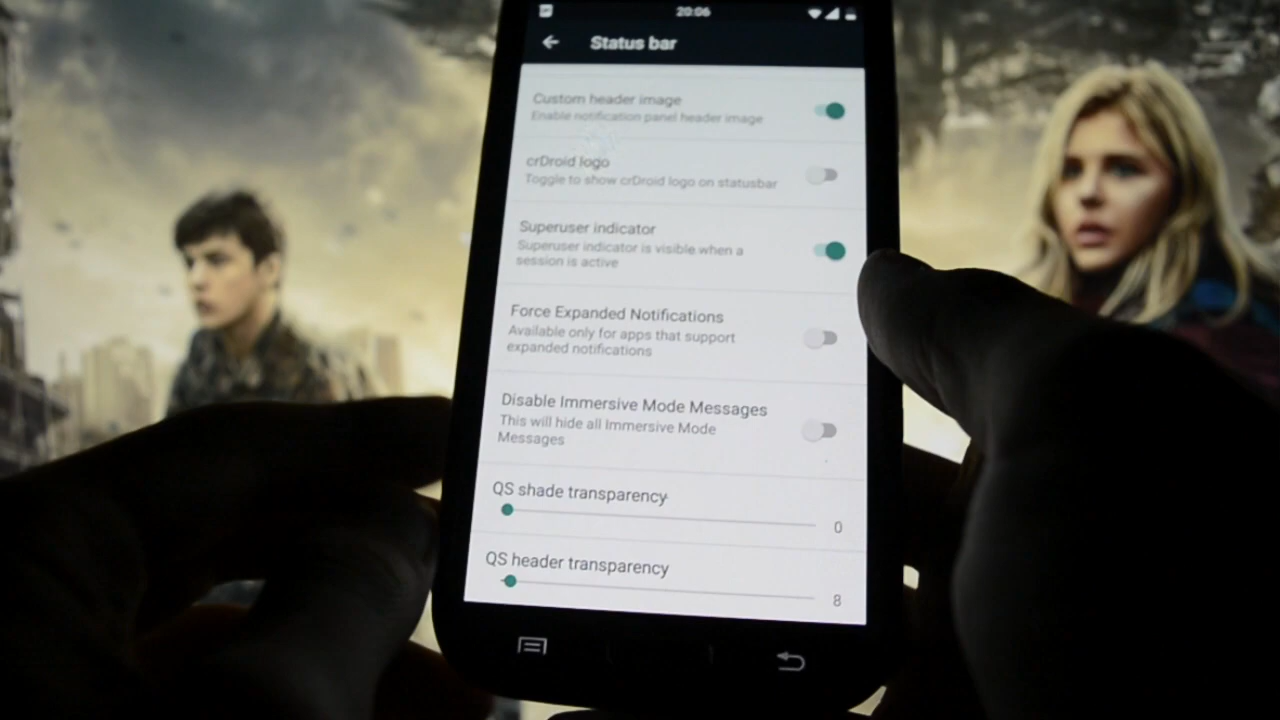 20:06
Status bar
Custom header image
Enable notification panel header image
crDroid logo
Toggle to show crDroid logo on statusbar
Superuser indicator
Superuser indicator is visible when a
session is active
Force Expanded Notifications
Available only for apps that support
expanded notifications
Disable Immersive Mode Messages
This will hide all Immersive Mode
Messages
QS shade transparency
0
QS header transparency
8